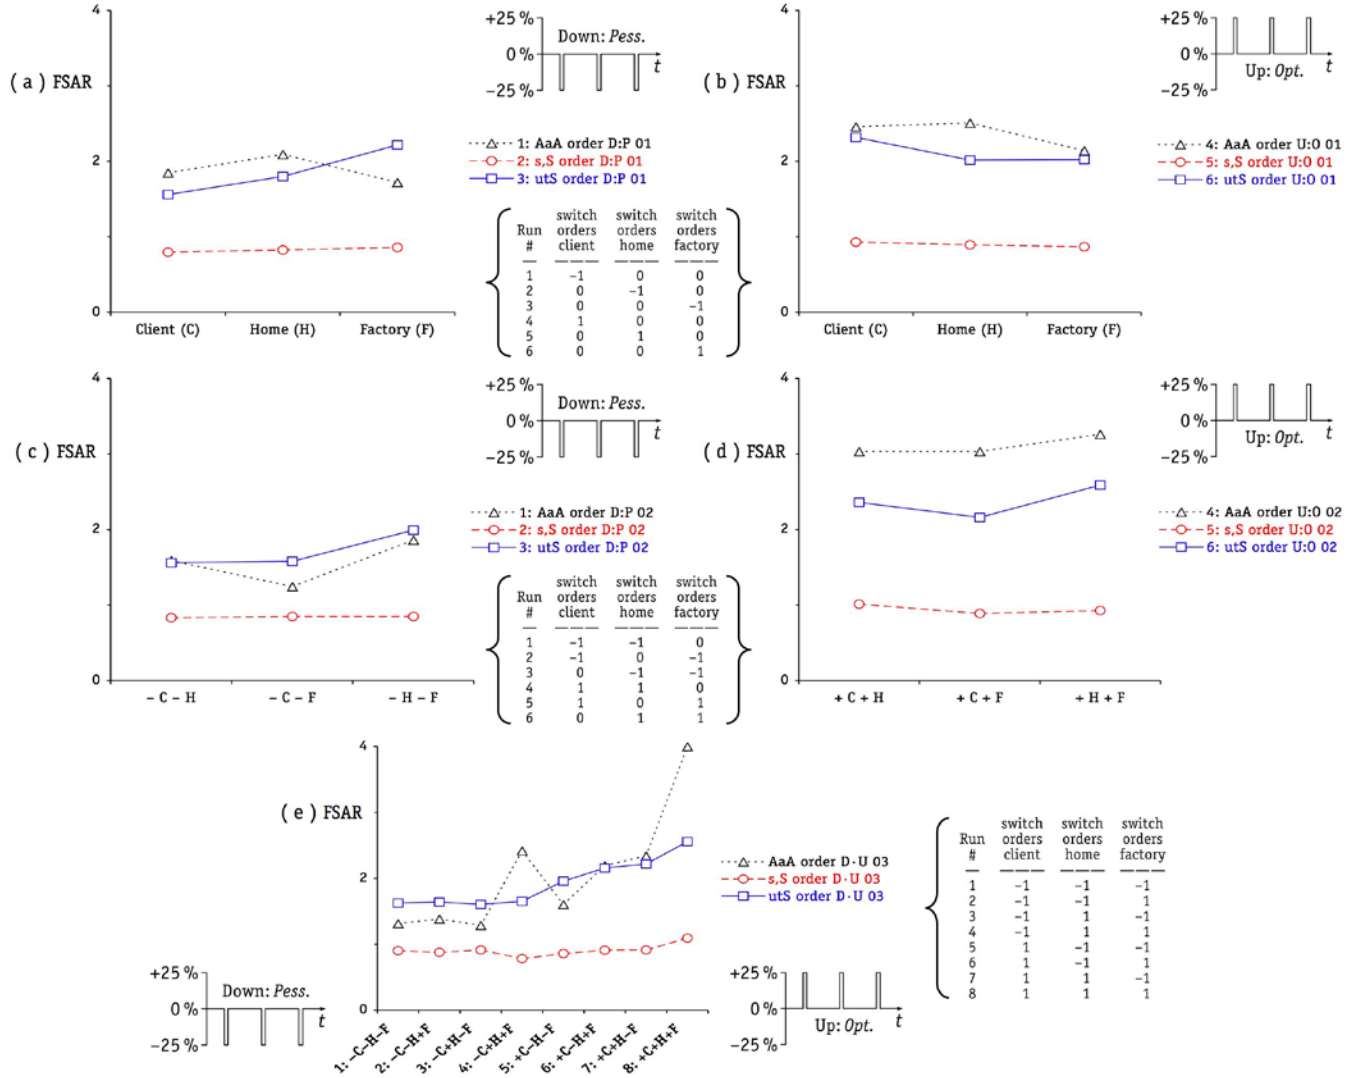 4
+25 %
Down: Pess.
0 %
t
−25 %
( a ) FSAR
2
1: AaA order D:P 01
2: s,S order D:P 01
3: utS order D:P 01
0
Client (C) Home (H) Factory (F)
switch switch switch
Run orders orders orders
# client home factory
1 −1 0 0
2 0 −1 0
3 0 0 −1
4 1 0 0
5 0 1 0
6 0 0 1
4
+25 %
0 %
t
Up: Opt.
−25 %
( b ) FSAR
2
4: AaA order U:O 01
5: s,S order U:O 01
6: utS order U:O 01
0
Client (C) Home (H) Factory (F)
4
+25 %
Down: Pess.
0 %
t
−25 %
( c ) FSAR
2
1: AaA order D:P 02
2: s,S order D:P 02
3: utS order D:P 02
0
− C − H − C − F − H − F
switch switch switch
Run orders orders orders
# client home factory
1 −1 −1 0
2 −1 0 −1
3 0 −1 −1
4 1 1 0
5 1 0 1
6 0 1 1
4
+25 %
0 %
t
Up: Opt.
−25 %
( d ) FSAR
2
4: AaA order U:O 02
5: s,S order U:O 02
6: utS order U:O 02
0
+ C + H + C + F + H + F
4
( e ) FSAR
2
0
AaA order D·U 03
s,S order D·U 03
utS order D·U 03
1: −C−H−F
2: −C−H+F
3: −C+H−F
4: −C+H+F
5: +C−H−F
6: +C−H+F
7: +C+H−F
8: +C+H+F
+25 %
Down: Pess.
0 %
t
−25 %
+25 %
0 %
t
Up: Opt.
−25 %
switch switch switch
Run orders orders orders
# client home factory
1 −1 −1 −1
2 −1 −1 1
3 −1 1 −1
4 −1 1 1
5 1 −1 −1
6 1 −1 1
7 1 1 −1
8 1 1 1